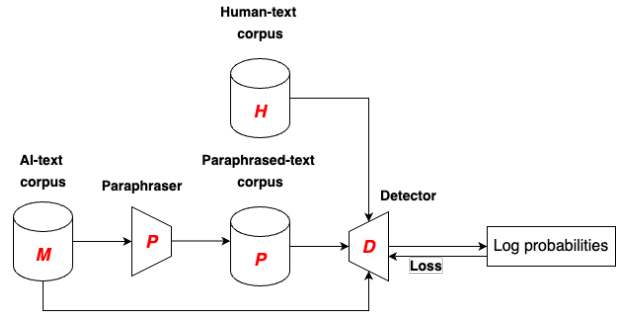 Human-text
corpus
H
AI-text
corpus
Paraphraser
Paraphrased-text
corpus
Detector
M
P
P
D
Log probabilities
Loss